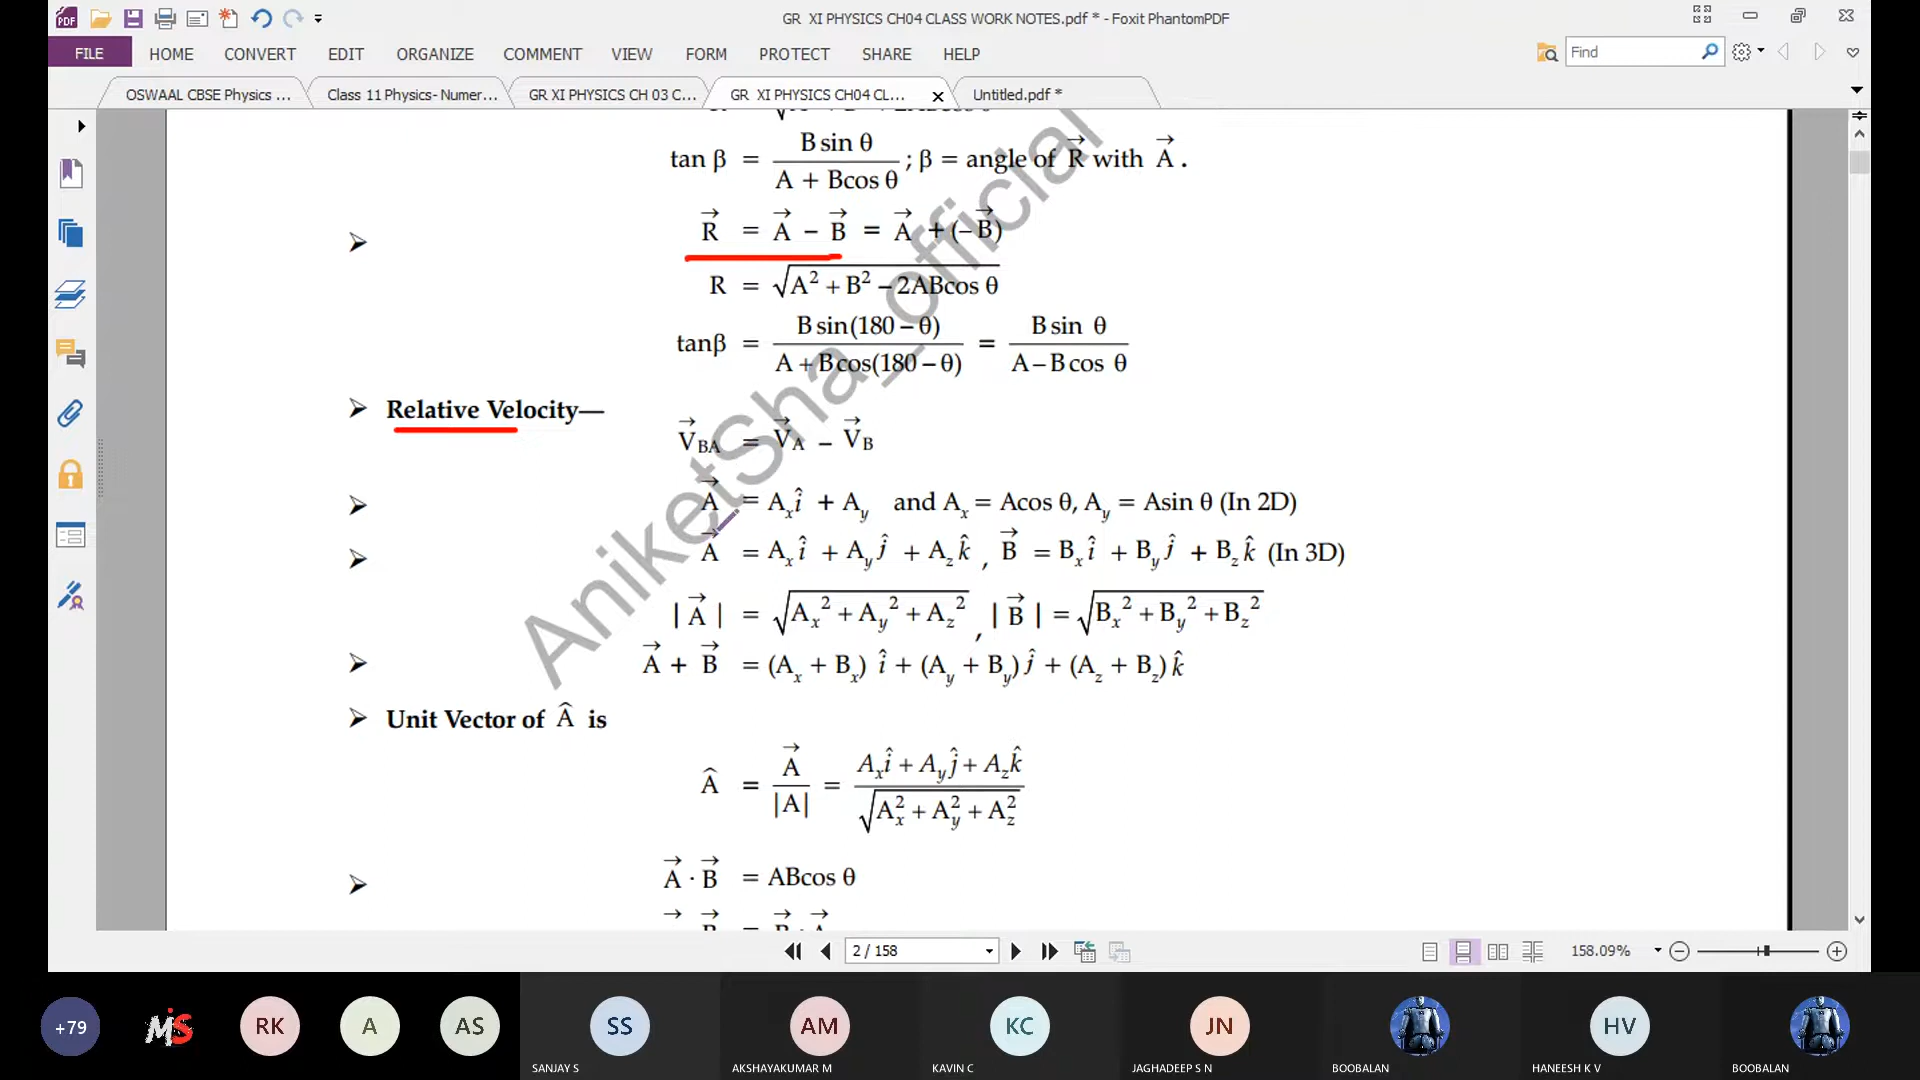 GR XI PHYSICS CH04 CLASS WORK NOTES.pdf * - Foxit PhantomPDF
FILE HOME CONVERT EDIT ORGANIZE COMMENT VIEW FORM PROTECT SHARE HELP Find
OSWAAL CBSE Physics ... Class 11 Physics- Numer... GR XI PHYSICS CH 03 C... GR XI PHYSICS CH04 CL... Untitled.pdf *
tan β = B sin θ / A + Bcos θ ; β = angle of R⃗ with A⃗ .
➢ R⃗ = A⃗ – B⃗ = A⃗ + (– B⃗)
R = √(A² + B² – 2ABcos θ)
tanβ = B sin(180 – θ) / A + Bcos(180 – θ) = B sin θ / A – B cos θ
➢ Relative Velocity—
V⃗_BA = V⃗_A – V⃗_B
➢ A⃗ = A_x î + A_y and A_x = Acos θ, A_y = Asin θ (In 2D)
➢ A⃗ = A_x î + A_y ĵ + A_z k̂ , B⃗ = B_x î + B_y ĵ + B_z k̂ (In 3D)
| A⃗ | = √(A_x² + A_y² + A_z²) , | B⃗ | = √(B_x² + B_y² + B_z²)
➢ A⃗ + B⃗ = (A_x + B_x) î + (A_y + B_y) ĵ + (A_z + B_z) k̂
➢ Unit Vector of Â is
Â = A⃗ / |A| = A_x î + A_y ĵ + A_z k̂ / √(A_x² + A_y² + A_z²)
➢ A⃗ · B⃗ = ABcos θ
AniketSha_official
2 / 158 158.09%
+79 MS RK A AS SS AM KC JN HV
SANJAY S AKSHAYAKUMAR M KAVIN C JAGHADEEP S N BOOBALAN HANEESH K V BOOBALAN